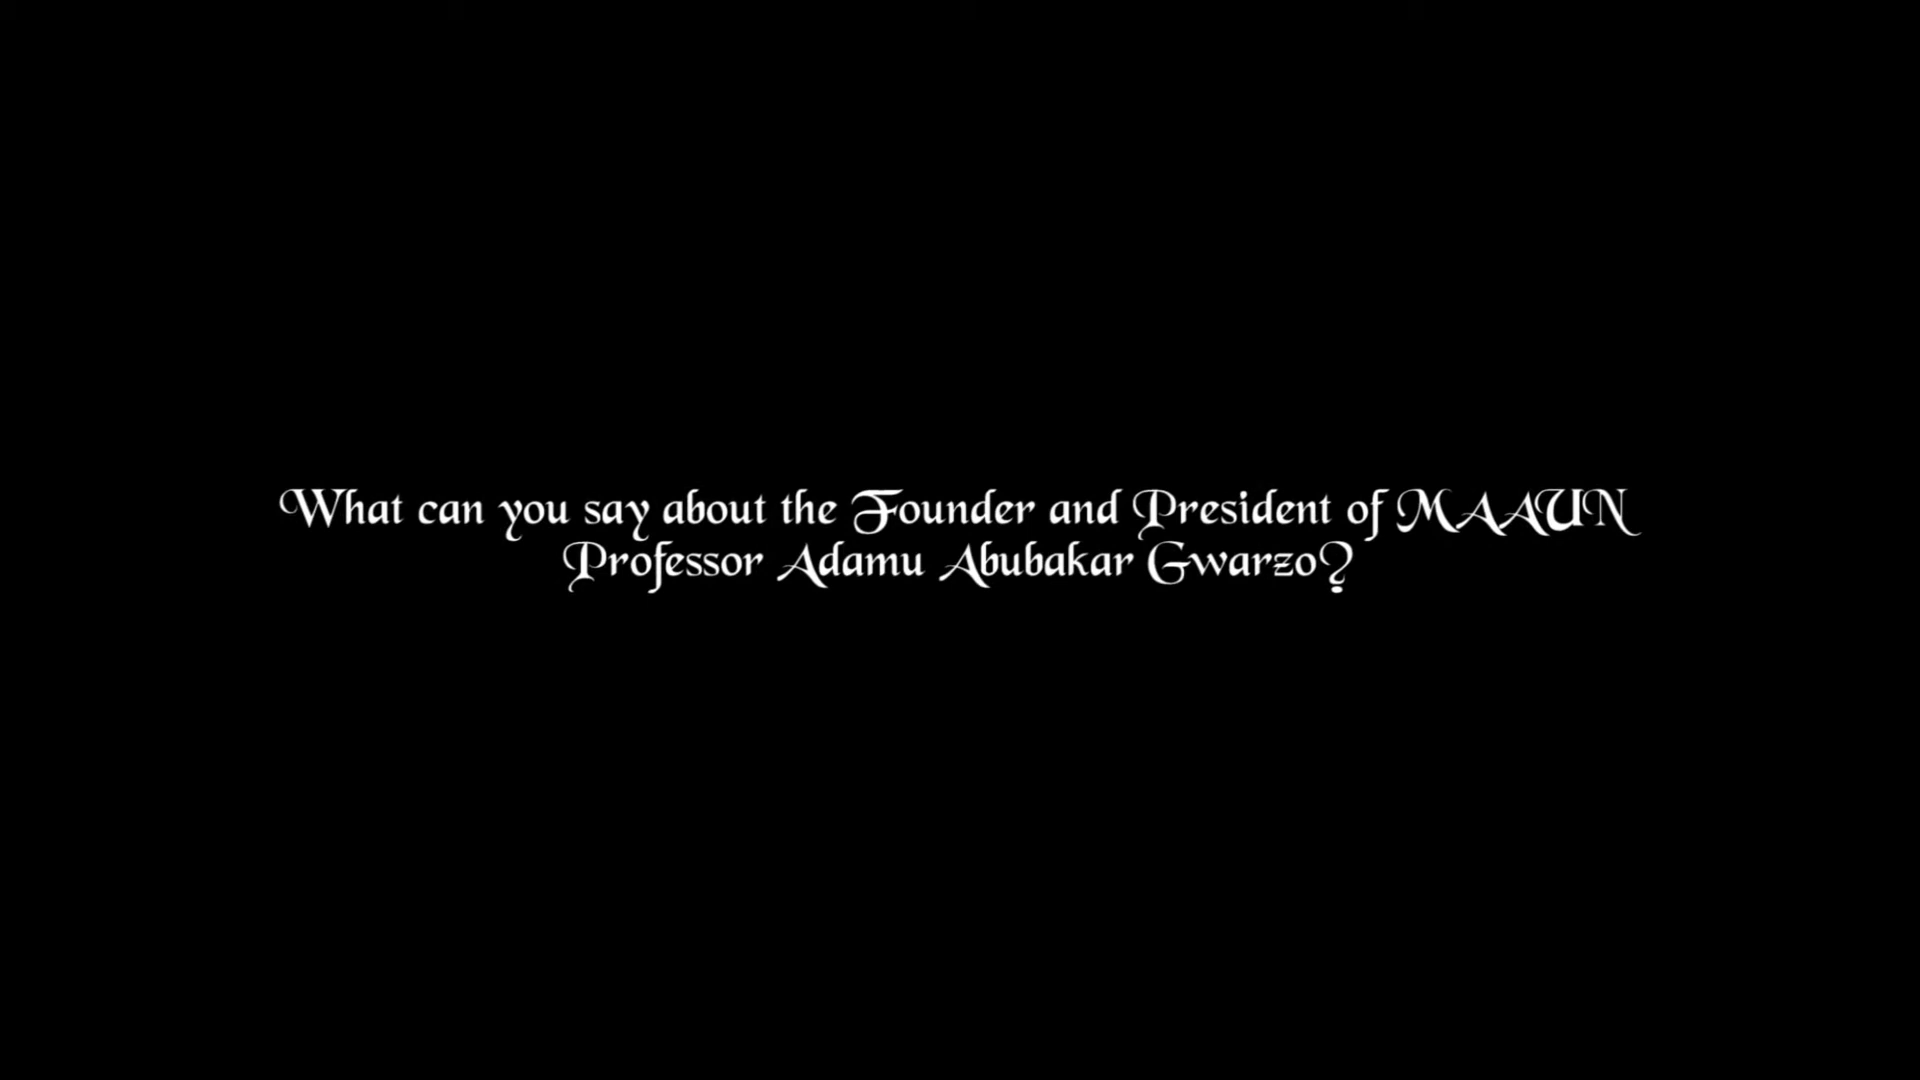 What can you say about the Founder and President of MAAUN
Professor Adamu Abubakar Gwarzo?